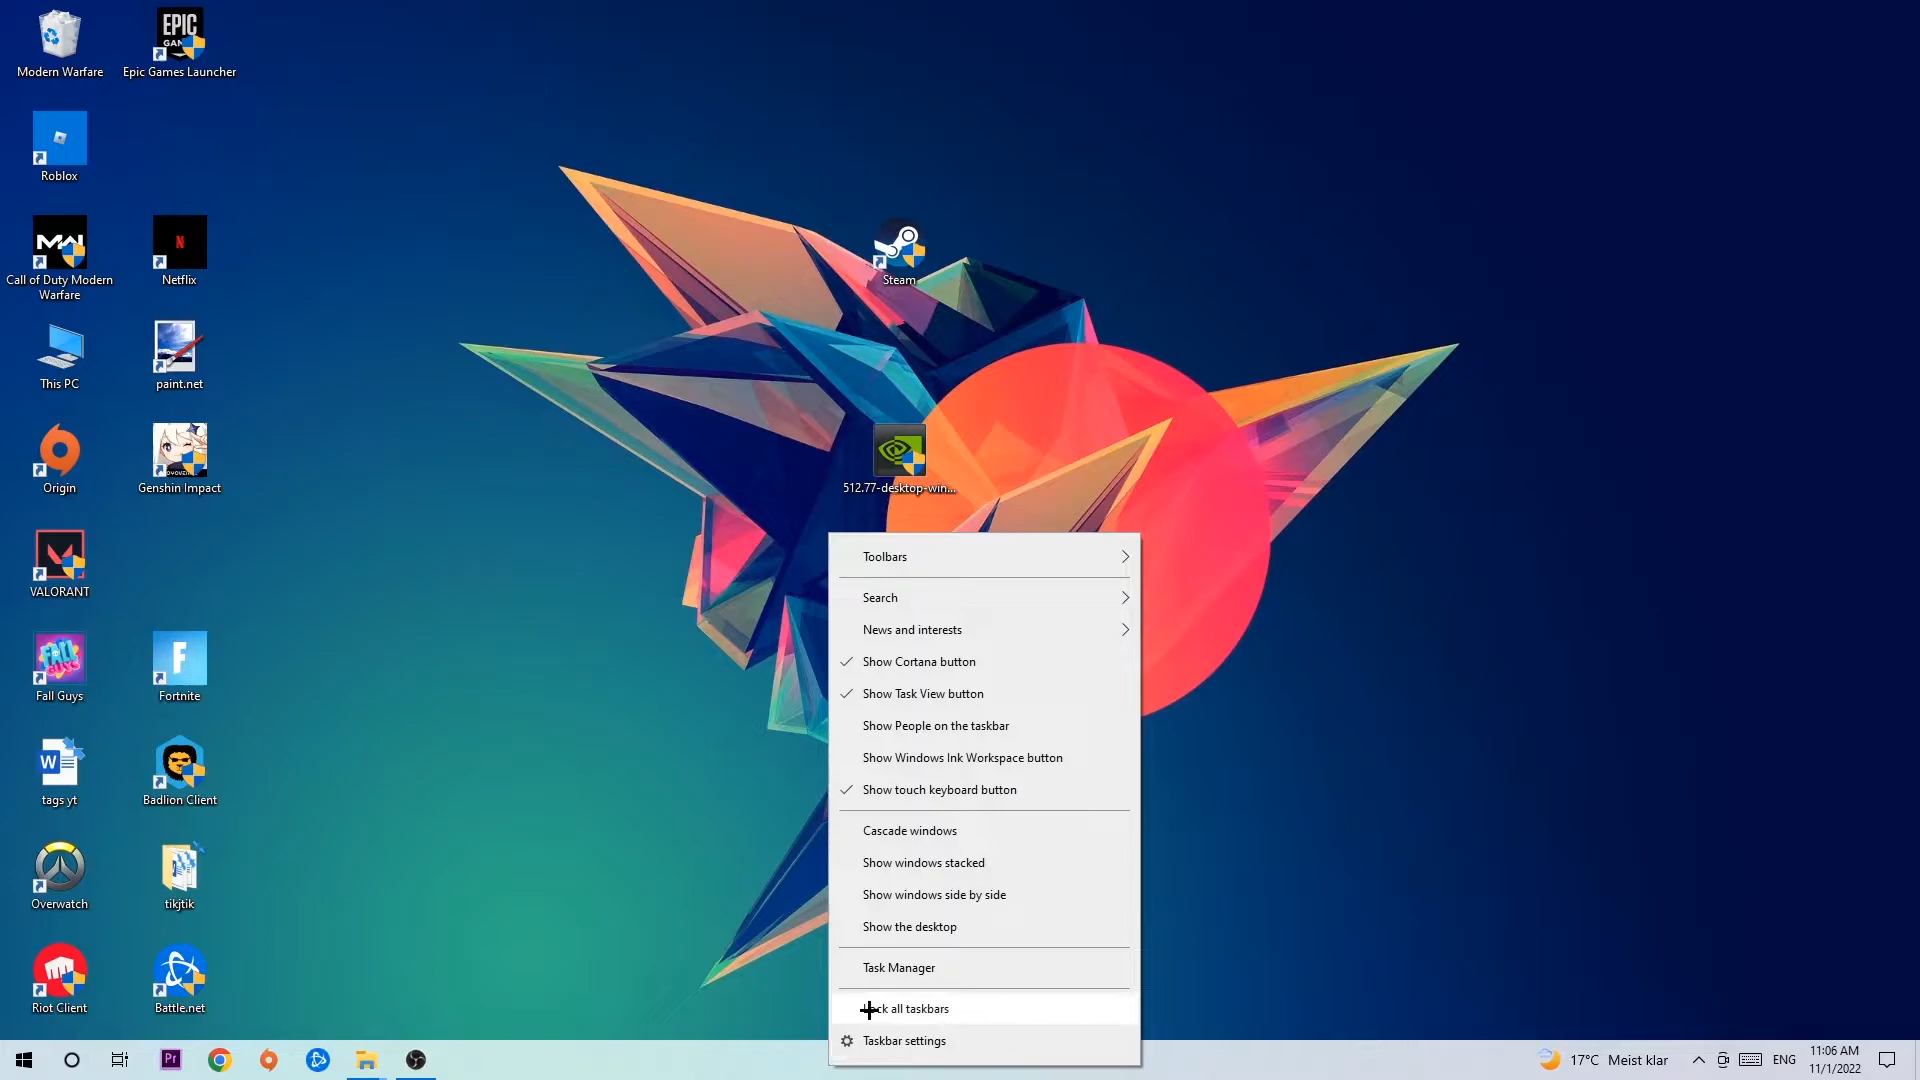 Modern Warfare
Epic Games Launcher
Roblox
Call of Duty Modern
Warfare
Netflix
Steam
This PC
paint.net
Origin
Genshin Impact
512.77-desktop-win...
VALORANT
Fall Guys
Fortnite
tags yt
Badlion Client
Overwatch
tikjtik
Riot Client
Battle.net
Toolbars
Search
News and interests
Show Cortana button
Show Task View button
Show People on the taskbar
Show Windows Ink Workspace button
Show touch keyboard button
Cascade windows
Show windows stacked
Show windows side by side
Show the desktop
Task Manager
all taskbars
Taskbar settings
EPIC
MW
N
F
W
FALL
GUYS
Pr
17°C Meist klar
ENG
11:06 AM
11/1/2022